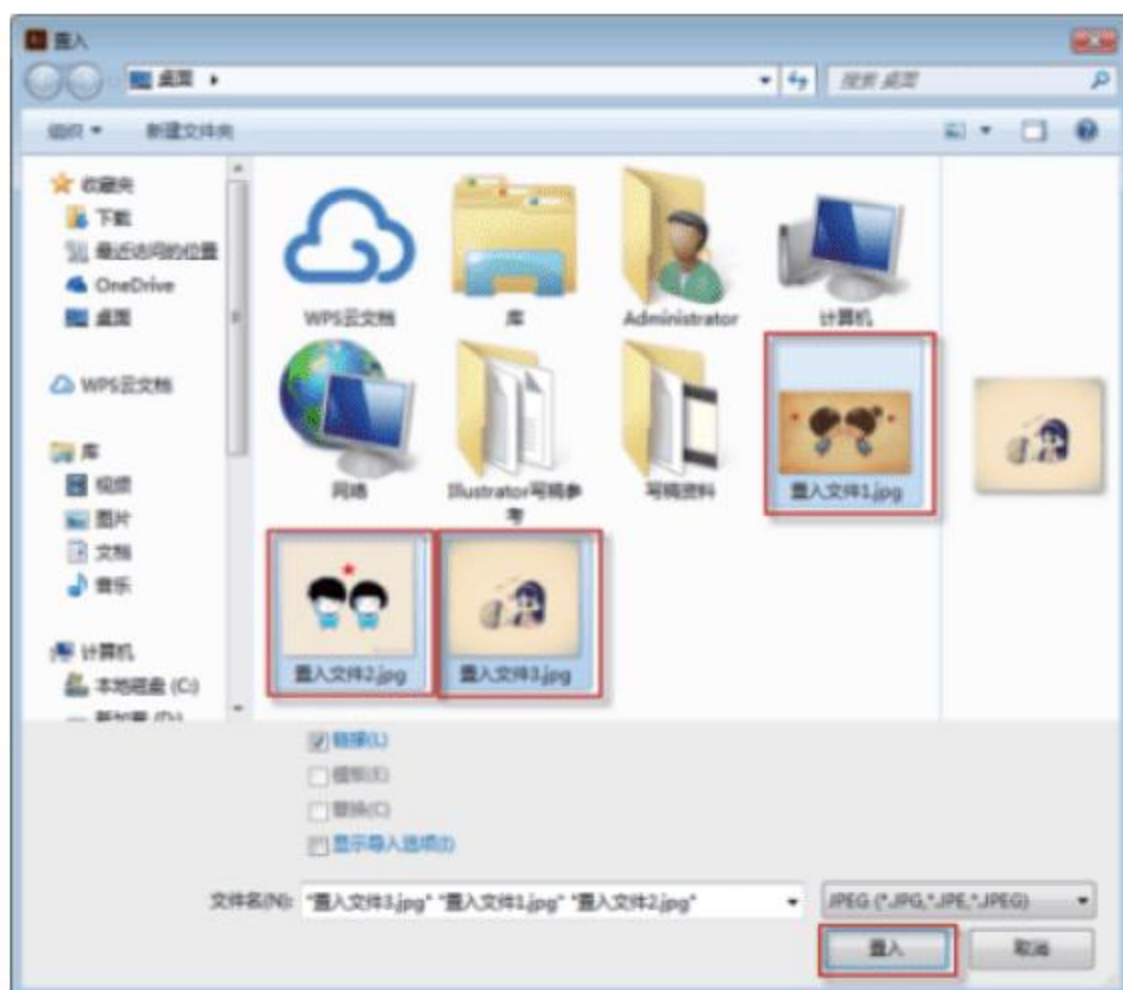 置入
桌面
搜索 桌面
组织
新建文件夹
收藏夹
下载
最近访问的位置
OneDrive
桌面
WPS云文档
库
视频
图片
文档
音乐
计算机
本地磁盘 (C:)
新加卷 (D:)
WPS云文档
库
Administrator
计算机
网络
Illustrator写稿参
考
写稿资料
置入文件1.jpg
置入文件2.jpg
置入文件3.jpg
链接(L)
模板(E)
替换(C)
显示导入选项(I)
文件名(N): "置入文件3.jpg" "置入文件1.jpg" "置入文件2.jpg"
JPEG (*.JPG,*.JPE,*.JPEG)
置入
取消